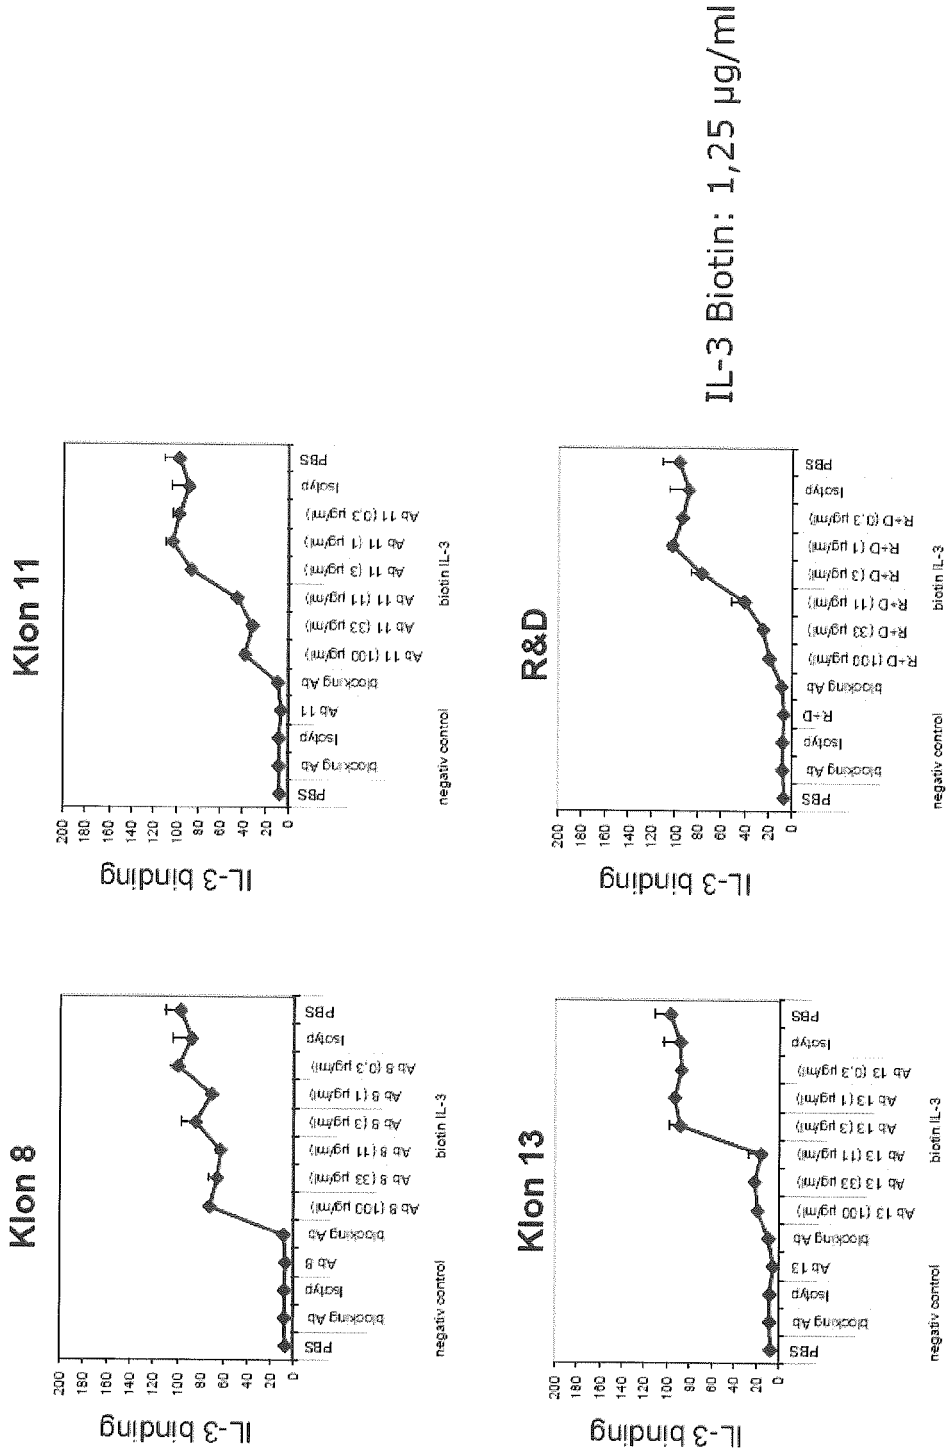 Klon 8
IL-3 binding
200
180
160
140
120
100
80
60
40
20
0
PBS
blocking Ab
Isotyp
Ab 8
blocking Ab
Ab 8 (100 µg/ml)
Ab 8 (33 µg/ml)
Ab 8 (11 µg/ml)
Ab 8 (3 µg/ml)
Ab 8 (1 µg/ml)
Ab 8 (0,3 µg/ml)
Isotyp
PBS
biotin IL-3
Klon 11
IL-3 binding
200
180
160
140
120
100
80
60
40
20
0
PBS
blocking Ab
Isotyp
Ab 11
blocking Ab
Ab 11 (100 µg/ml)
Ab 11 (33 µg/ml)
Ab 11 (11 µg/ml)
Ab 11 (3 µg/ml)
Ab 11 (1 µg/ml)
Ab 11 (0,3 µg/ml)
Isotyp
PBS
negativ control
biotin IL-3
Klon 13
IL-3 binding
200
180
160
140
120
100
80
60
40
20
0
PBS
blocking Ab
Isotyp
Ab 13
blocking Ab
Ab 13 (100 µg/ml)
Ab 13 (33 µg/ml)
Ab 13 (11 µg/ml)
Ab 13 (3 µg/ml)
Ab 13 (1 µg/ml)
Ab 13 (0,3 µg/ml)
Isotyp
PBS
negativ control
biotin IL-3
R&D
IL-3 binding
200
180
160
140
120
100
80
60
40
20
0
PBS
blocking Ab
Isotyp
R+D
blocking Ab
R+D (100 µg/ml)
R+D (33 µg/ml)
R+D (11 µg/ml)
R+D (3 µg/ml)
R+D (1 µg/ml)
R+D (0,3 µg/ml)
Isotyp
PBS
negativ control
biotin IL-3
IL-3 Biotin: 1,25 µg/ml